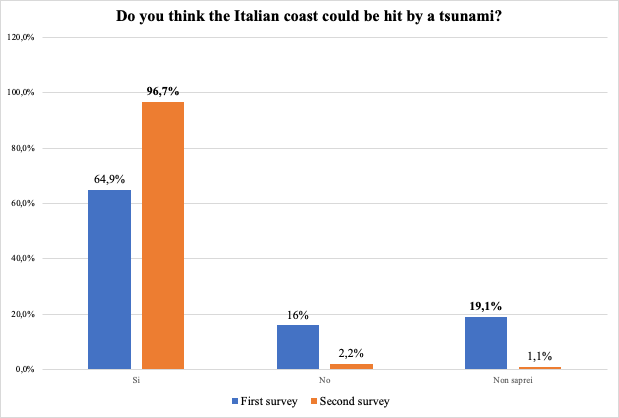 Do you think the Italian coast could be hit by a tsunami?
120,0%
100,0%
80,0%
60,0%
40,0%
20,0%
0,0%
64,9%
96,7%
16%
2,2%
19,1%
1,1%
Si
No
Non saprei
First survey
Second survey